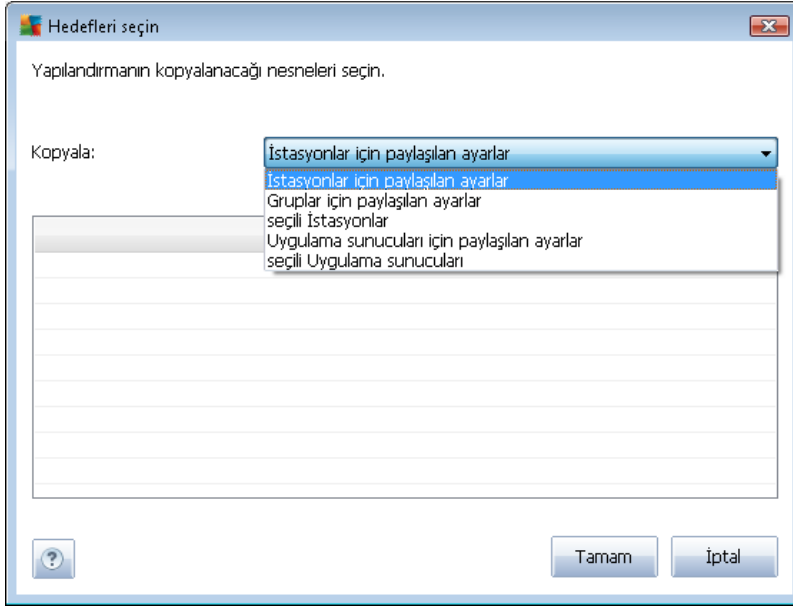 Hedefleri seçin
Yapılandırmanın kopyalanacağı nesneleri seçin.
Kopyala: İstasyonlar için paylaşılan ayarlar
İstasyonlar için paylaşılan ayarlar
Gruplar için paylaşılan ayarlar
seçili İstasyonlar
Uygulama sunucuları için paylaşılan ayarlar
seçili Uygulama sunucuları
? Tamam İptal